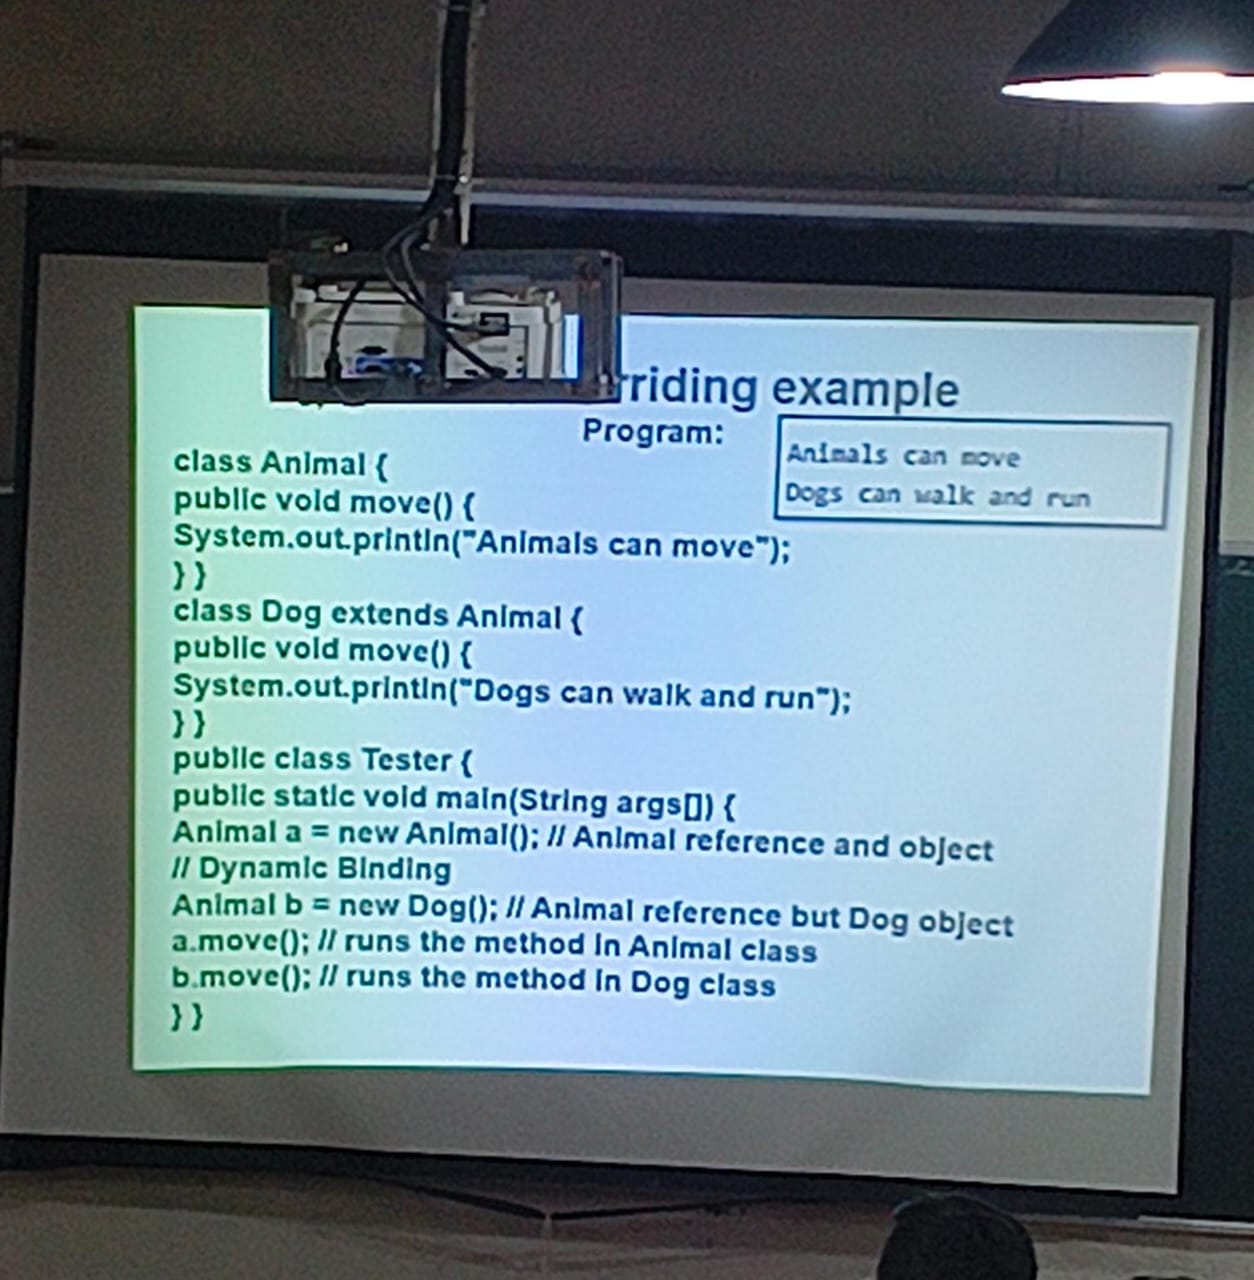 example
Program:
Animals can move
Dogs can walk and run
class Animal {
public void move() {
System.out.println("Animals can move");
} }
class Dog extends Animal {
public void move() {
System.out.println("Dogs can walk and run");
} }
public class Tester {
public static void main(String args[]) {
Animal a = new Animal(); // Animal reference and object
// Dynamic Binding
Animal b = new Dog(); // Animal reference but Dog object
a.move(); // runs the method in Animal class
b.move(); // runs the method in Dog class
} }